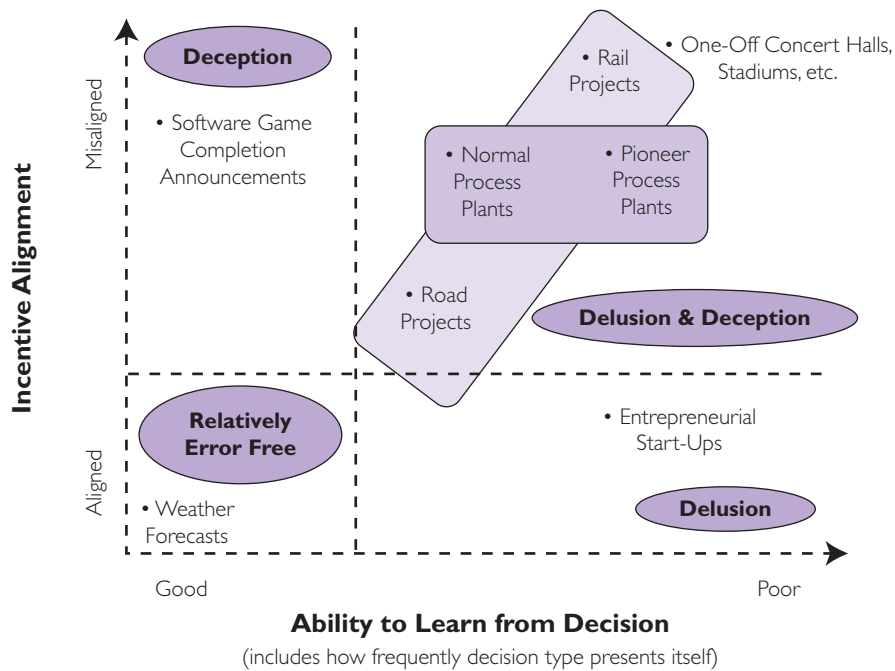 Deception
• Software Game
Completion
Announcements
• Rail
Projects
• One-Off Concert Halls,
Stadiums, etc.
• Normal
Process
Plants
• Pioneer
Process
Plants
• Road
Projects
Delusion & Deception
Misaligned
Incentive Alignment
Aligned
Relatively
Error Free
• Weather
Forecasts
• Entrepreneurial
Start-Ups
Delusion
Good
Poor
Ability to Learn from Decision
(includes how frequently decision type presents itself)